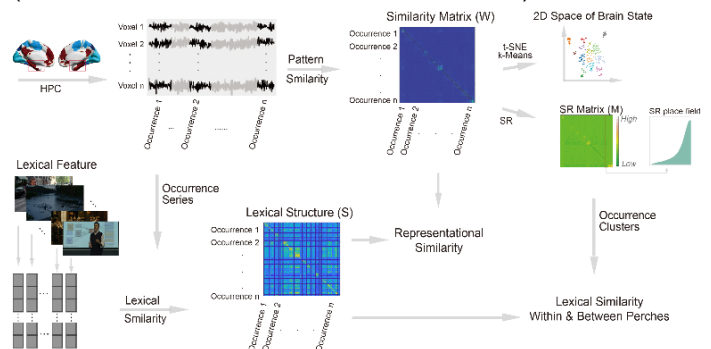 Similarity Matrix (W)
2D Space of Brain State
Voxel 1
Voxel 2
Voxel n
HPC
Pattern
Smilarity
Occurrence 1
Occurrence 2
Occurrence n
t-SNE
k-Means
Occurrence 1
Occurrence 2
Occurrence n
Occurrence 1
Occurrence 2
Occurrence n
SR
SR Matrix (M)
High
Low
SR place field
Lexical Feature
Occurrence
Series
Lexical Structure (S)
Occurrence 1
Occurrence 2
Occurrence n
Representational
Similarity
Occurrence
Clusters
Lexical
Smilarity
Occurrence 1
Occurrence 2
Occurrence n
Lexical Similarity
Within & Between Perches